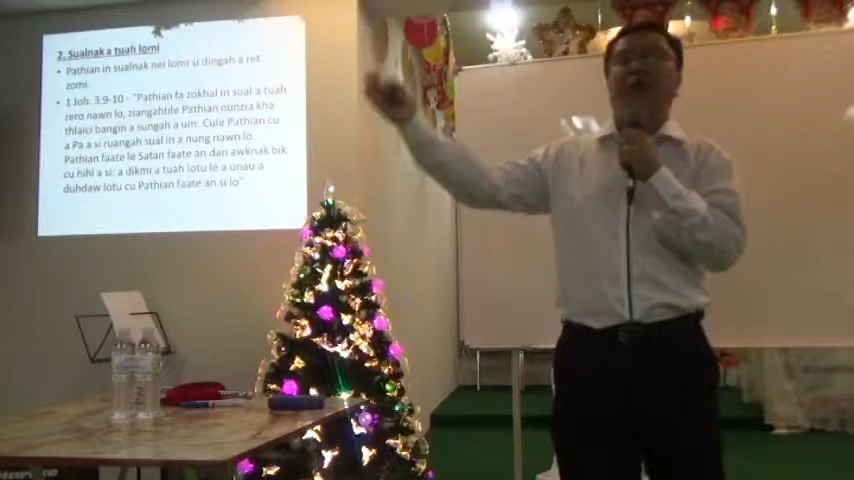 2. Sualnak a tuah lomi
• Pathian in sualnak nei lomi si dingah a ret
zomi.
• 1 Joh. 3:9-10 – "Pathian fa zokhal in sual a tuah
rero nawn lo, ziangahtile Pathian nunzia kha
thlaici bangin a sungah a um. Cule Pathian cu
a Pa a si ruangah sual in a nung nawn lo.
Pathian faate le Satan faate an dan awknak bik
cu hihi a si: a dikmi a tuah lotu le a unau a
duhdaw lotu cu Pathian faate an si lo"